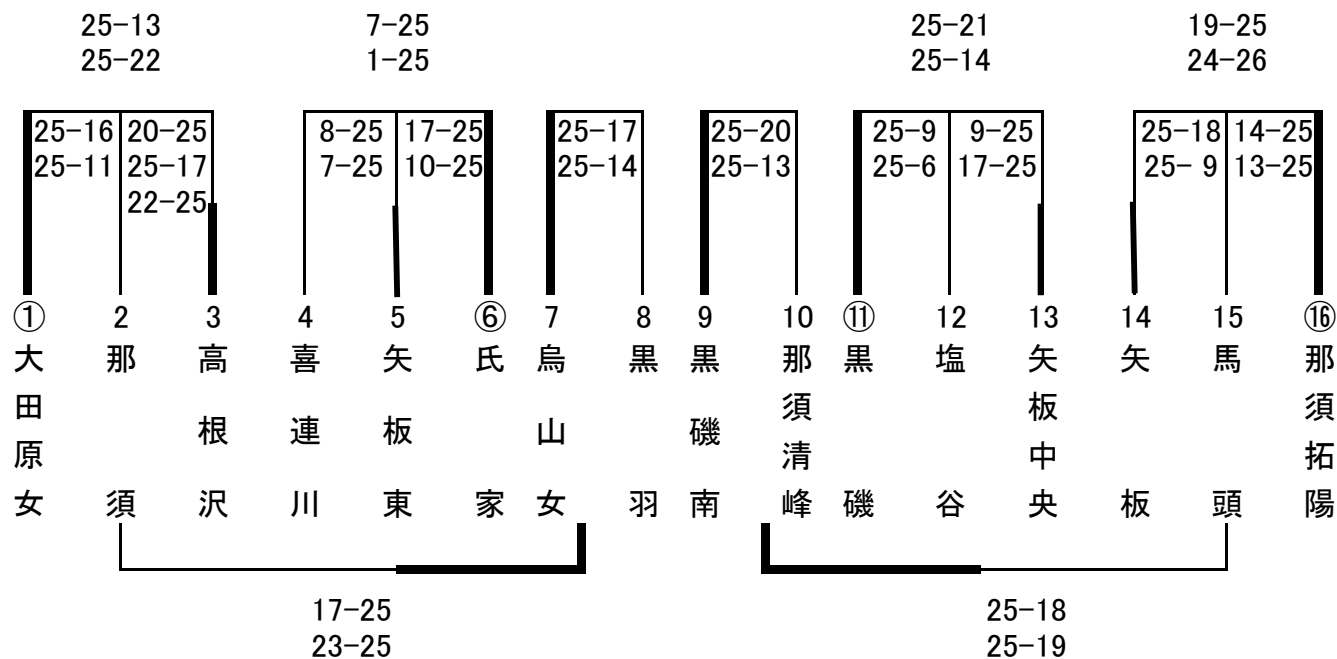 25-13 7-25 25-21 19-25
25-22 1-25 25-14 24-26
25-16 20-25 8-25 17-25 25-17 25-20 25-9 9-25 25-18 14-25
25-11 25-17 7-25 10-25 25-14 25-13 25-6 17-25 25- 9 13-25
22-25
① 2 3 4 5 ⑥ 7 8 9 10 ⑪ 12 13 14 15 ⑯
大田原女
那須
高根沢
喜連川
矢板東
氏家
烏山女
黒羽
黒磯南
那須清峰
黒磯
塩谷
矢板中央
矢板
馬頭
那須拓陽
17-25 25-18
23-25 25-19